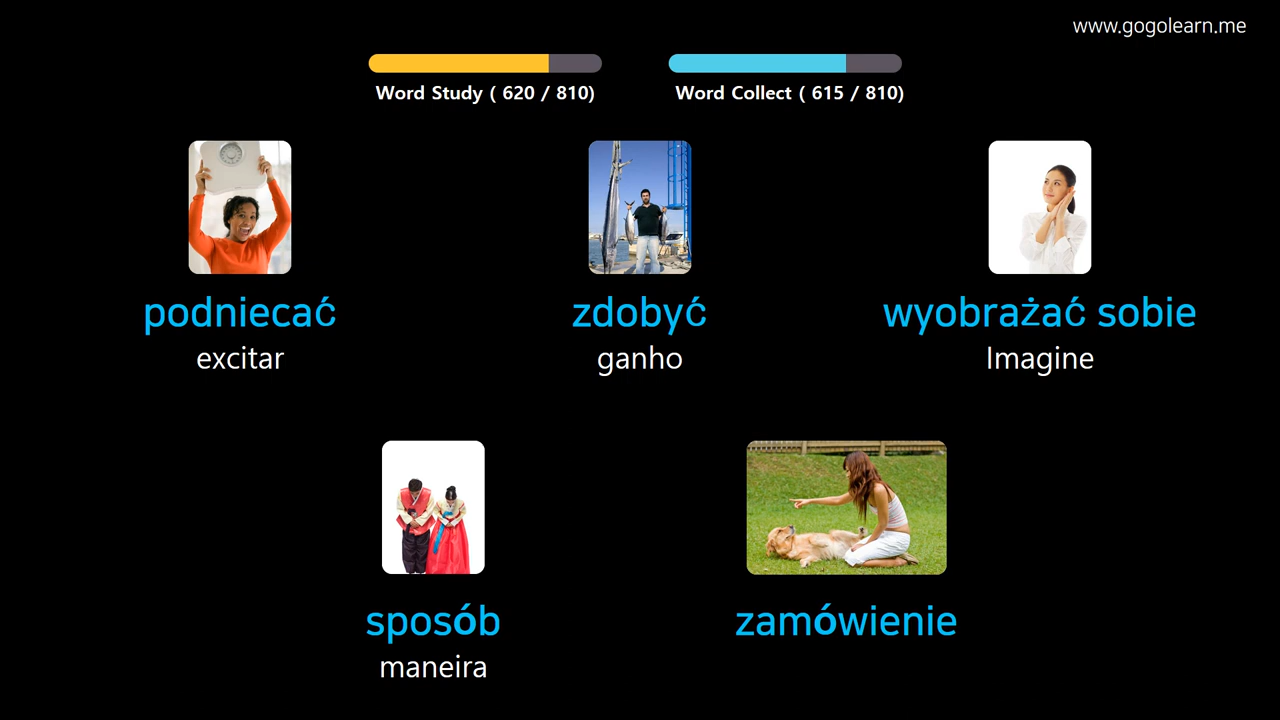 www.gogolearn.me
Word Study ( 620 / 810)
Word Collect ( 615 / 810)
podniecać
excitar
zdobyć
ganho
wyobrażać sobie
Imagine
sposób
maneira
zamówienie